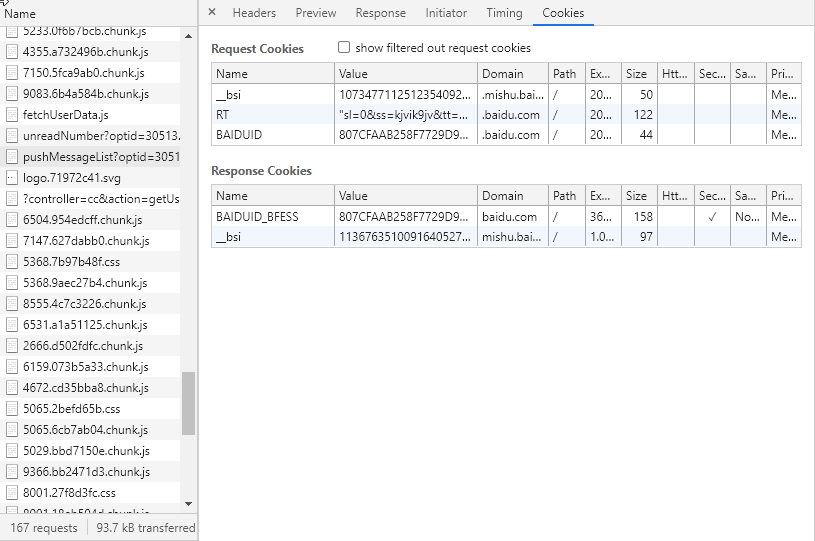 Name
5233.0f6b7bcb.chunk.js
4355.a732496b.chunk.js
7150.5fca9ab0.chunk.js
9083.6b4a584b.chunk.js
fetchUserData.js
unreadNumber?optid=30513.
pushMessageList?optid=3051
logo.71972c41.svg
?controller=cc&action=getUs
6504.954edcff.chunk.js
7147.627dabb0.chunk.js
5368.7b97b48f.css
5368.9aec27b4.chunk.js
8555.4c7c3226.chunk.js
6531.a1a51125.chunk.js
2666.d502fdfc.chunk.js
6159.073b5a33.chunk.js
4672.cd35bba8.chunk.js
5065.2befd65b.css
5065.6cb7ab04.chunk.js
5029.bbd7150e.chunk.js
9366.bb2471d3.chunk.js
8001.27f8d3fc.css
167 requests 93.7 kB transferred
× Headers Preview Response Initiator Timing Cookies
Request Cookies show filtered out request cookies
Name Value Domain Path Ex... Size Htt... Sec... Sa... Pri...
__bsi 1073477112512354092... .mishu.bai... / 20... 50 Me...
RT "sl=0&ss=kjvik9jv&tt=... .baidu.com / 20... 122 Me...
BAIDUID 807CFAAB258F7729D9... .baidu.com / 20... 44 Me...
Response Cookies
Name Value Domain Path Ex... Size Htt... Sec... Sa... Pri...
BAIDUID_BFESS 807CFAAB258F7729D9... baidu.com / 36... 158 ✓ No... Me...
__bsi 1136763510091640527... mishu.bai... / 1.0... 97 Me...